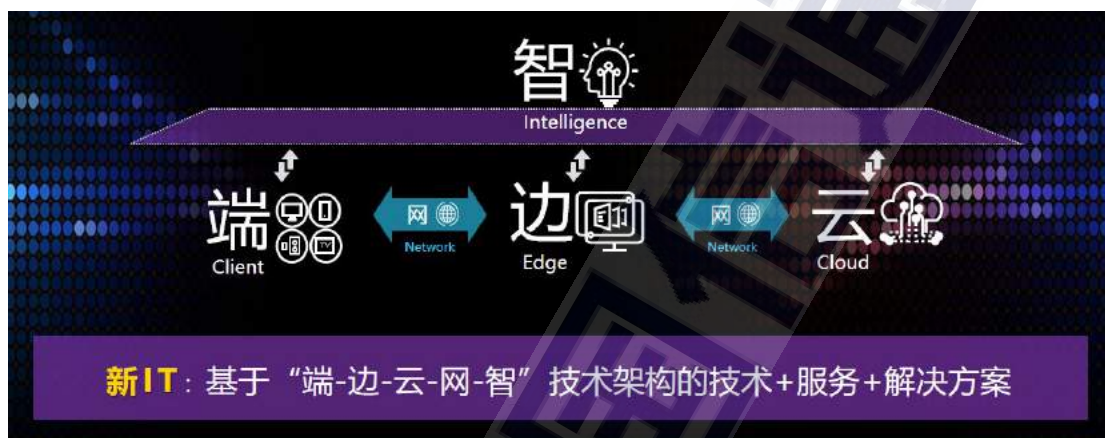 智
Intelligence
端
Client
网
Network
边
Edge
网
Network
云
Cloud
新IT：基于“端-边-云-网-智”技术架构的技术+服务+解决方案